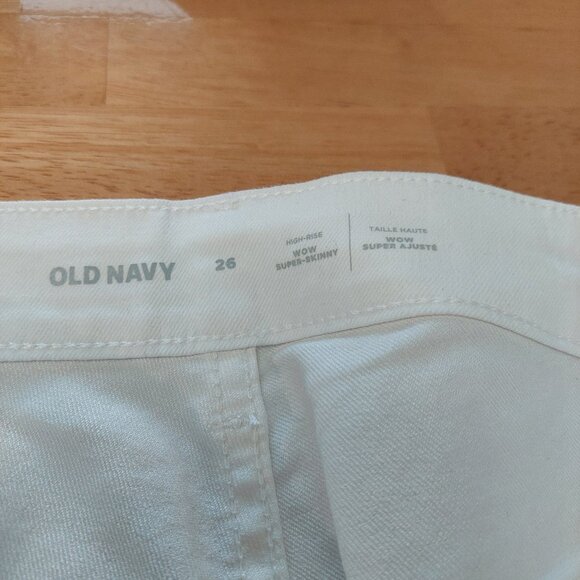 OLD NAVY
26
HIGH-RISE
WOW
SUPER-SKINNY
TAILLE HAUTE
WOW
SUPER AJUSTÉ